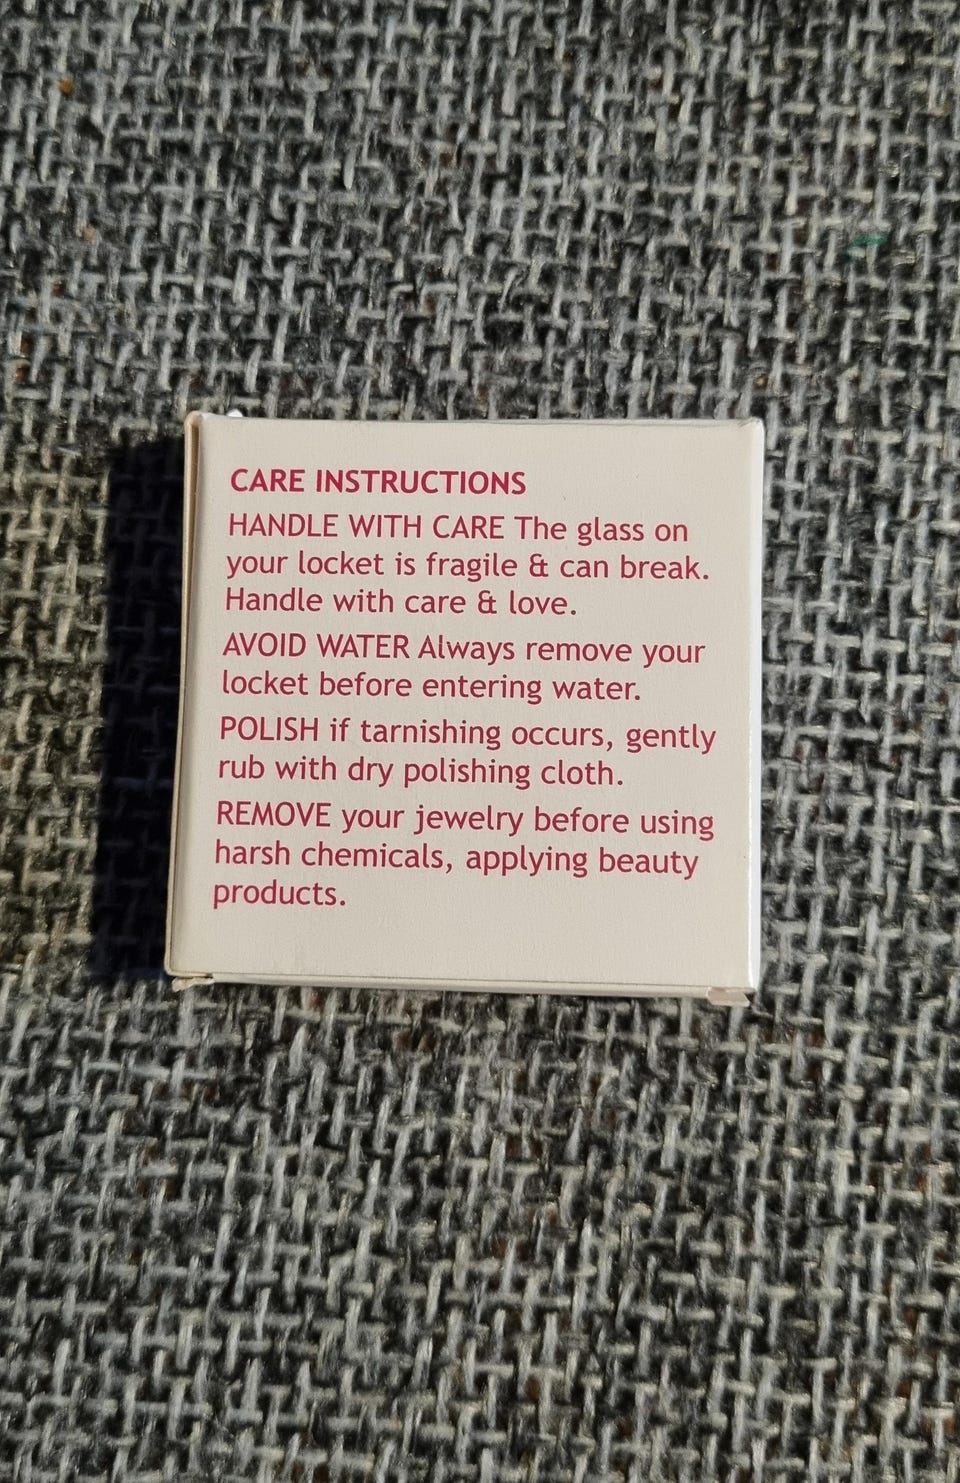 CARE INSTRUCTIONS
HANDLE WITH CARE The glass on
your locket is fragile & can break.
Handle with care & love.
AVOID WATER Always remove your
locket before entering water.
POLISH if tarnishing occurs, gently
rub with dry polishing cloth.
REMOVE your jewelry before using
harsh chemicals, applying beauty
products.